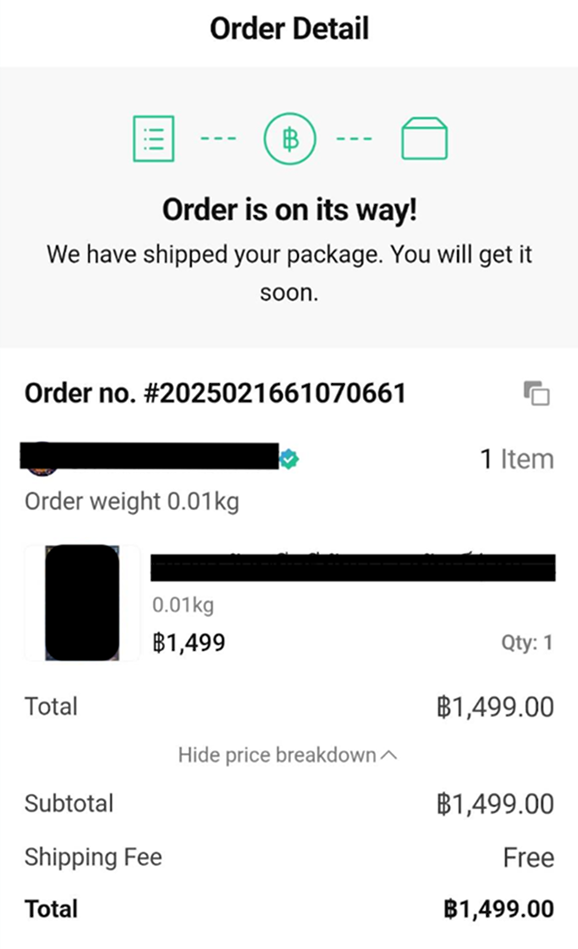 Order Detail
฿
Order is on its way!
We have shipped your package. You will get it
soon.
Order no. #2025021661070661
1 Item
Order weight 0.01kg
0.01kg
฿1,499
Qty: 1
Total
฿1,499.00
Hide price breakdown
Subtotal
฿1,499.00
Shipping Fee
Free
Total
฿1,499.00